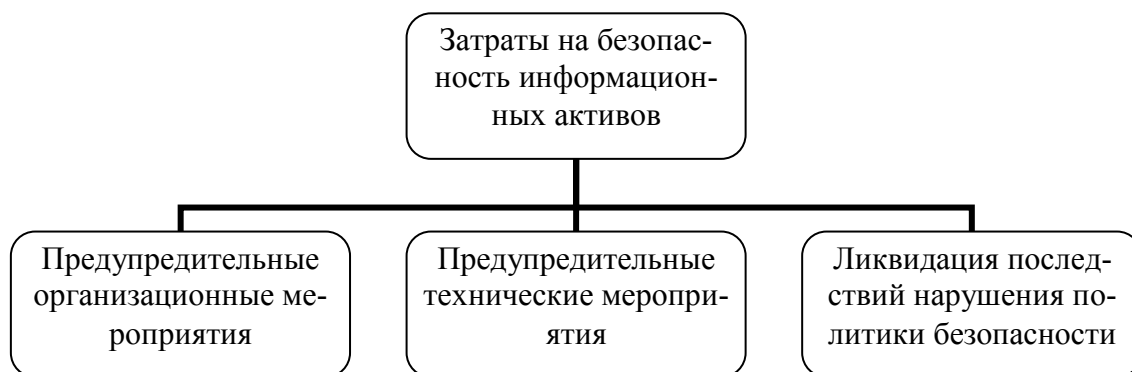 Затраты на безопас-
ность информацион-
ных активов
Предупредительные
организационные ме-
роприятия
Предупредительные
технические меропри-
ятия
Ликвидация послед-
ствий нарушения по-
литики безопасности